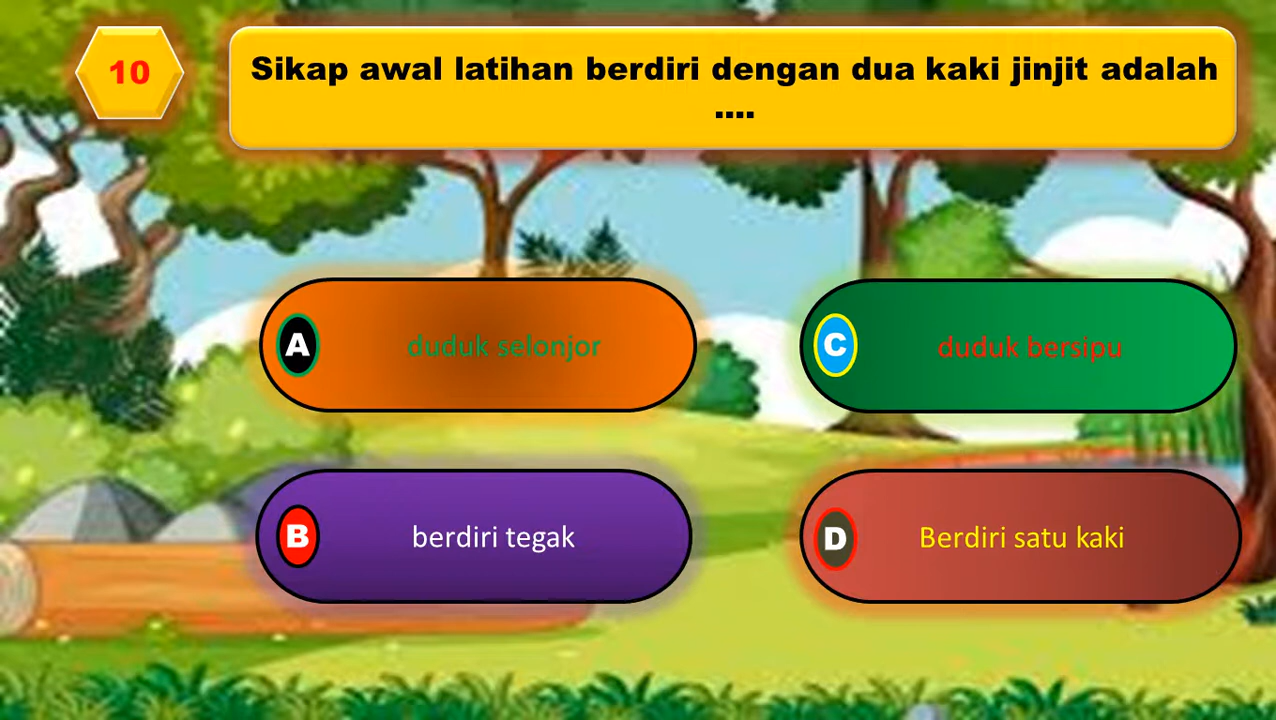 10
Sikap awal latihan berdiri dengan dua kaki jinjit adalah
....
A
duduk selonjor
C
duduk bersipu
B
berdiri tegak
D
Berdiri satu kaki